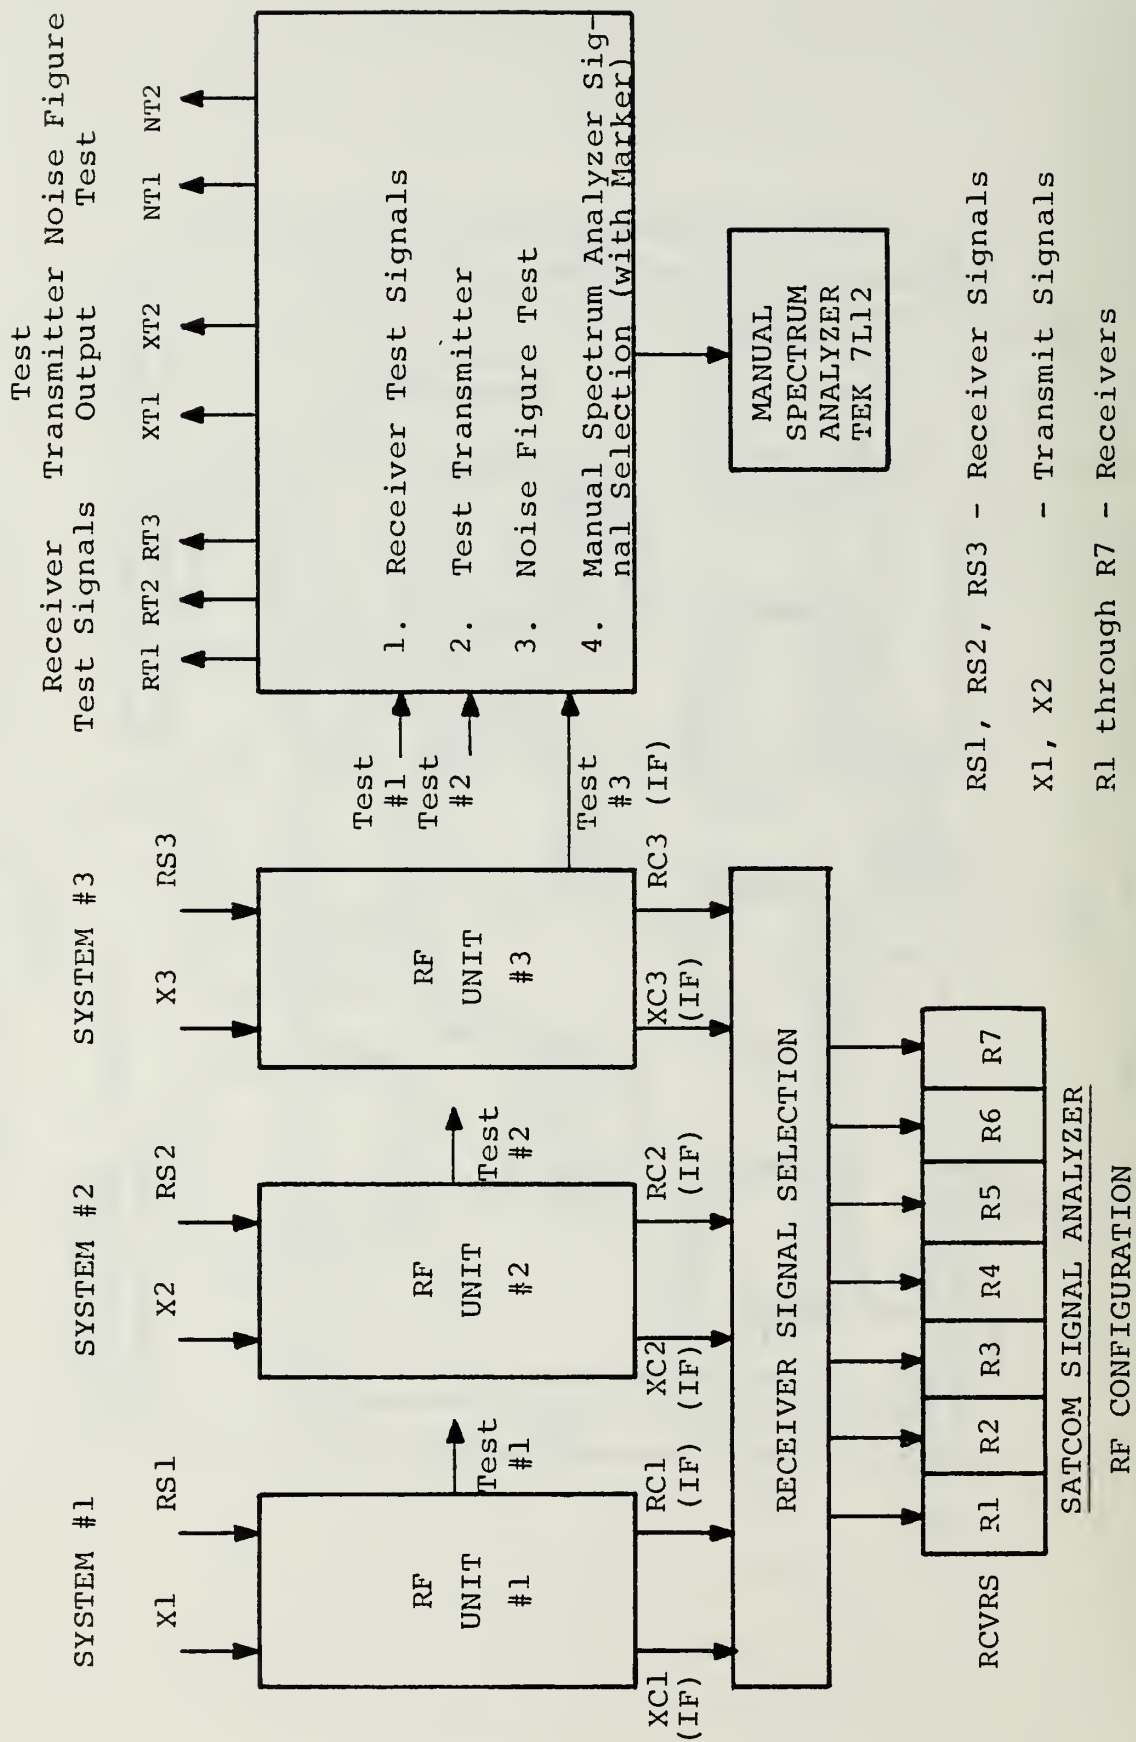 SYSTEM #1
X1 RS1
RF
UNIT
#1
Test
#1
XC1
(IF)
RC1
(IF)
SYSTEM #2
X2 RS2
RF
UNIT
#2
Test
#2
XC2
(IF)
RC2
(IF)
SYSTEM #3
X3 RS3
RF
UNIT
#3
XC3
(IF)
RC3
Test
#1
Test
#2
Test
#3
(IF)
Receiver
Test Signals
RT1 RT2 RT3
Test
Transmitter
Output
XT1 XT2
Noise Figure
Test
NT1 NT2
1. Receiver Test Signals
2. Test Transmitter
3. Noise Figure Test
4. Manual Spectrum Analyzer Sig-
nal Selection (with Marker)
MANUAL
SPECTRUM
ANALYZER
TEK 7L12
RECEIVER SIGNAL SELECTION
RCVRS
R1 R2 R3 R4 R5 R6 R7
RS1, RS2, RS3 - Receiver Signals
X1, X2 - Transmit Signals
R1 through R7 - Receivers
SATCOM SIGNAL ANALYZER
RF CONFIGURATION